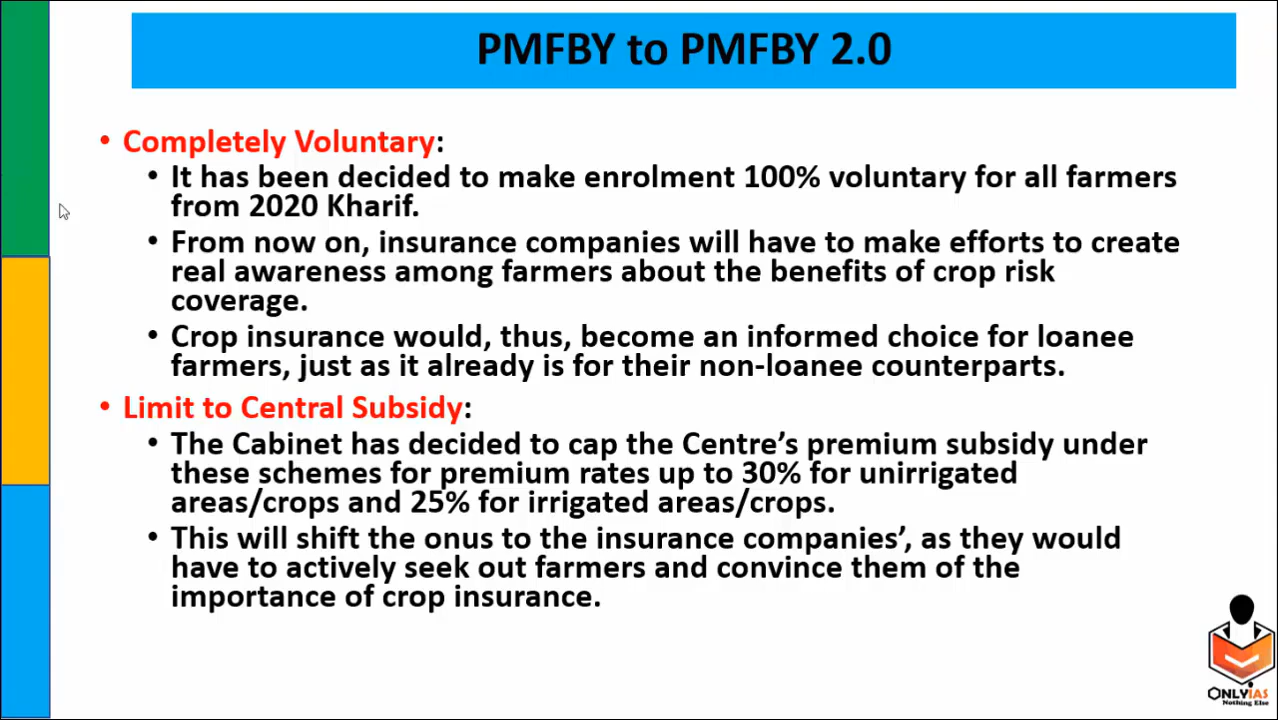 PMFBY to PMFBY 2.0
• Completely Voluntary:
• It has been decided to make enrolment 100% voluntary for all farmers
from 2020 Kharif.
• From now on, insurance companies will have to make efforts to create
real awareness among farmers about the benefits of crop risk
coverage.
• Crop insurance would, thus, become an informed choice for loanee
farmers, just as it already is for their non-loanee counterparts.
• Limit to Central Subsidy:
• The Cabinet has decided to cap the Centre’s premium subsidy under
these schemes for premium rates up to 30% for unirrigated
areas/crops and 25% for irrigated areas/crops.
• This will shift the onus to the insurance companies’, as they would
have to actively seek out farmers and convince them of the
importance of crop insurance.
ONLYIAS
Nothing Else